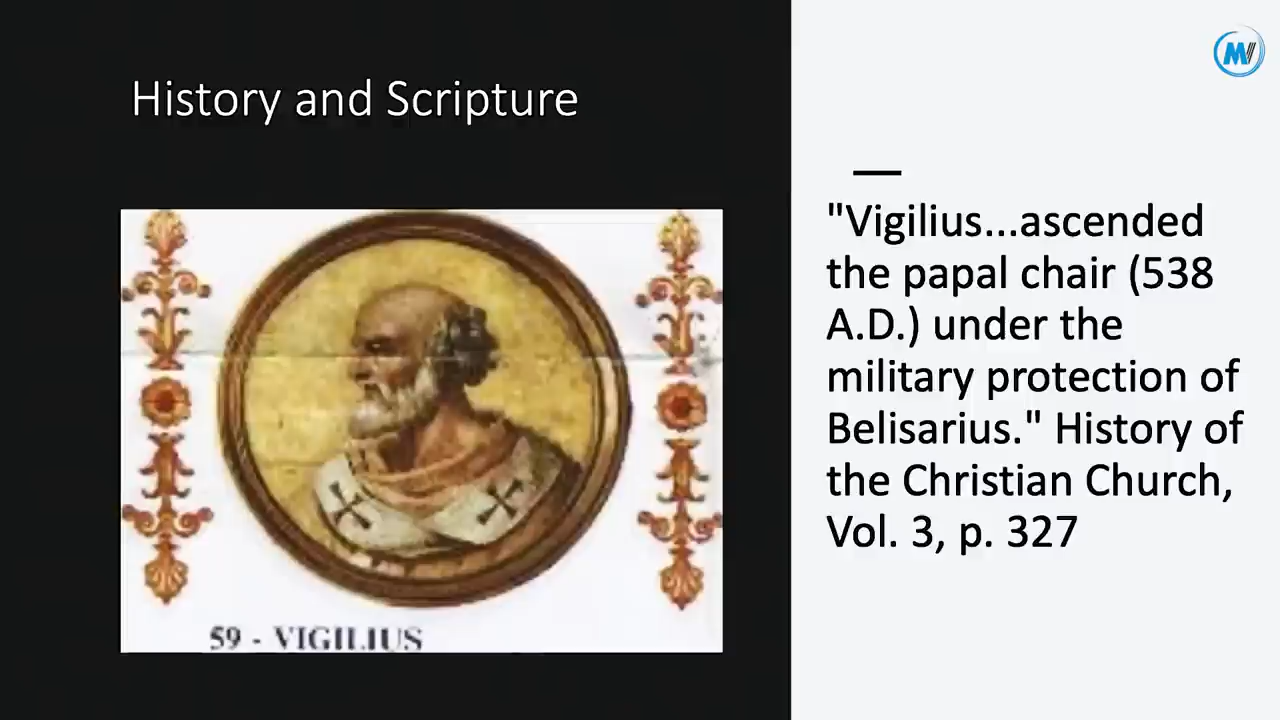 History and Scripture
MV
"Vigilius...ascended
the papal chair (538
A.D.) under the
military protection of
Belisarius." History of
the Christian Church,
Vol. 3, p. 327
59 - VIGILIUS